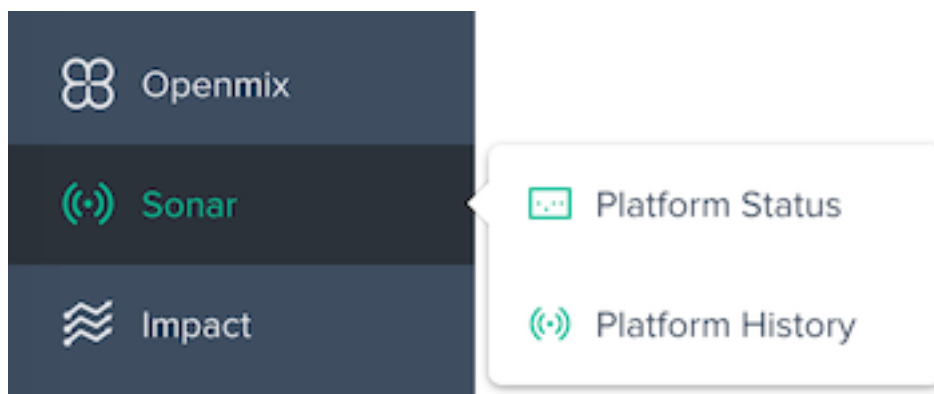 Openmix
Sonar
Platform Status
Impact
Platform History